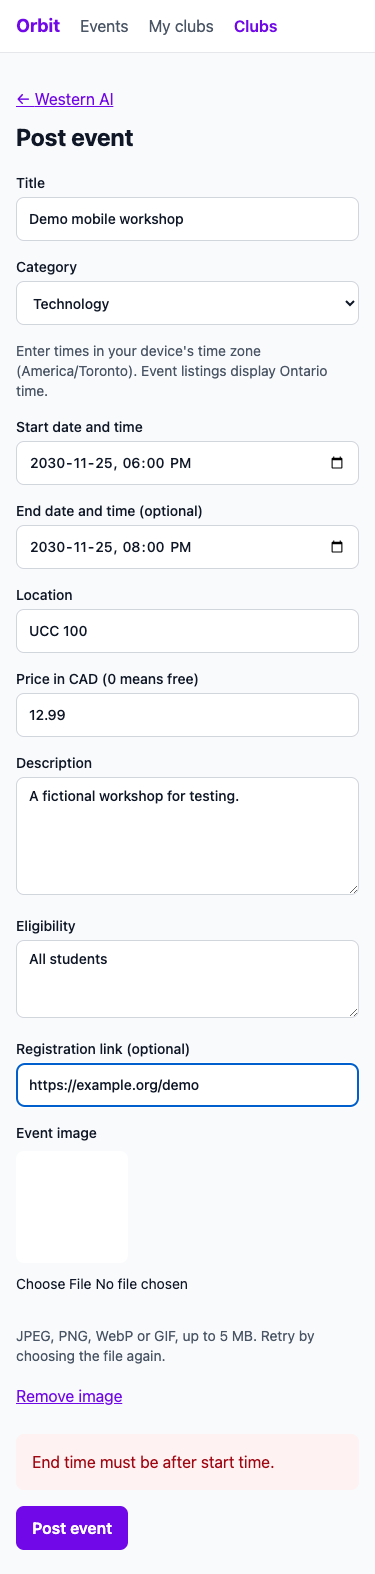 Orbit Events My clubs Clubs
← Western AI
Post event
Title
Demo mobile workshop
Category
Technology
Enter times in your device's time zone
(America/Toronto). Event listings display Ontario
time.
Start date and time
2030-11-25, 06:00 PM
End date and time (optional)
2030-11-25, 08:00 PM
Location
UCC 100
Price in CAD (0 means free)
12.99
Description
A fictional workshop for testing.
Eligibility
All students
Registration link (optional)
https://example.org/demo
Event image
Choose File No file chosen
JPEG, PNG, WebP or GIF, up to 5 MB. Retry by
choosing the file again.
Remove image
End time must be after start time.
Post event